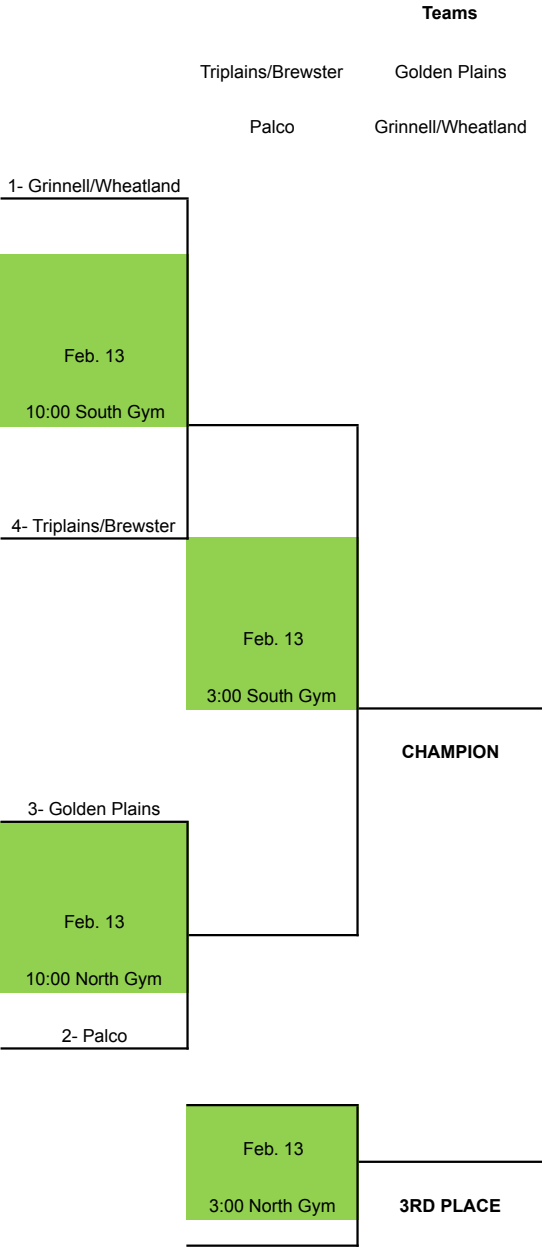 Teams
Triplains/Brewster Golden Plains
Palco Grinnell/Wheatland
1- Grinnell/Wheatland
Feb. 13
10:00 South Gym
4- Triplains/Brewster
Feb. 13
3:00 South Gym
CHAMPION
3- Golden Plains
Feb. 13
10:00 North Gym
2- Palco
Feb. 13
3:00 North Gym 3RD PLACE